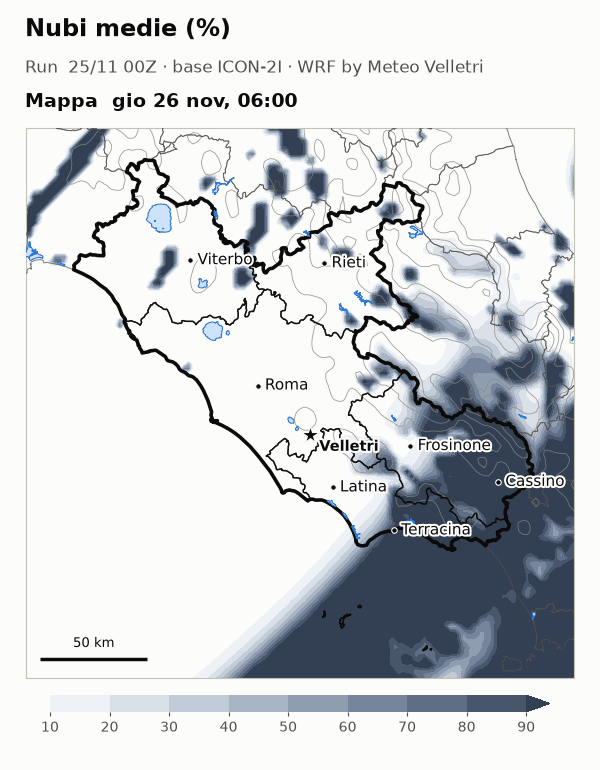 Nubi medie (%)
Run 25/11 00Z · base ICON-2I · WRF by Meteo Velletri
Mappa gio 26 nov, 06:00
Viterbo
Rieti
Roma
Velletri
Frosinone
Cassino
Latina
Terracina
50 km
10 20 30 40 50 60 70 80 90